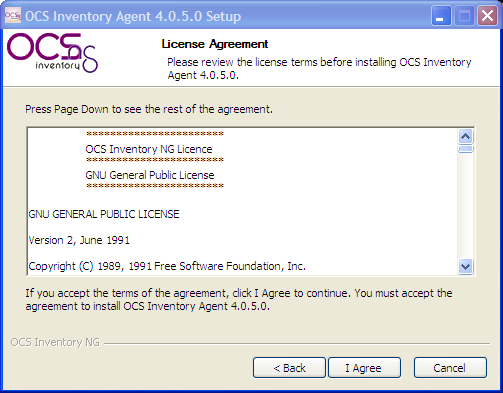 OCS Inventory Agent 4.0.5.0 Setup
OCSng
inventory
License Agreement
Please review the license terms before installing OCS Inventory
Agent 4.0.5.0.
Press Page Down to see the rest of the agreement.
************************
OCS Inventory NG Licence
************************
GNU General Public License
************************
GNU GENERAL PUBLIC LICENSE
Version 2, June 1991
Copyright (C) 1989, 1991 Free Software Foundation, Inc.
If you accept the terms of the agreement, click I Agree to continue. You must accept the
agreement to install OCS Inventory Agent 4.0.5.0.
OCS Inventory NG
< Back
I Agree
Cancel